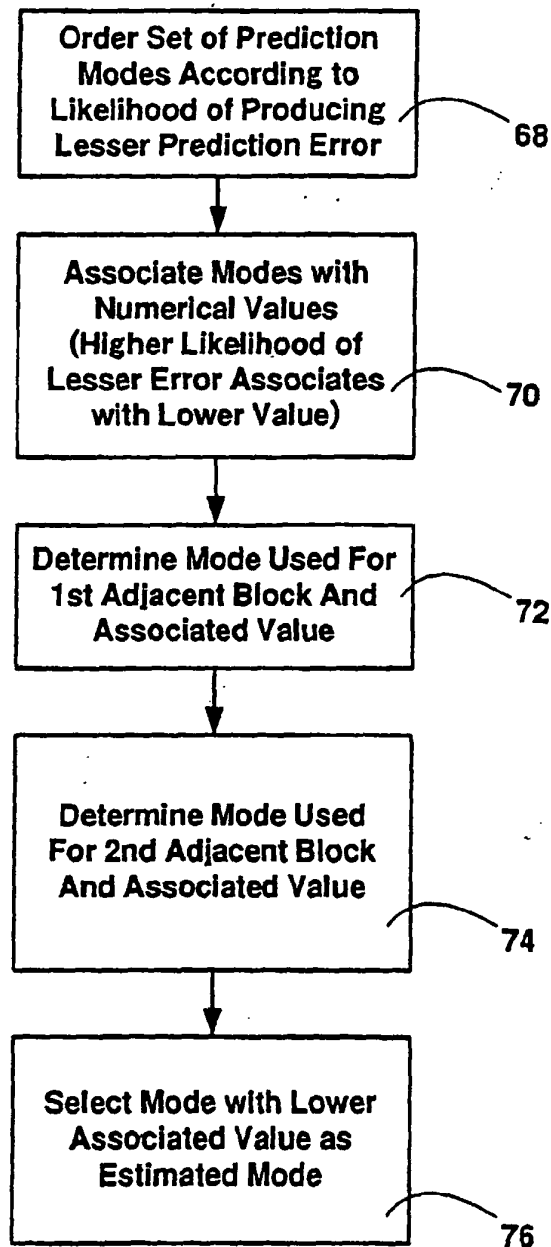 Order Set of Prediction
Modes According to
Likelihood of Producing
Lesser Prediction Error
68
Associate Modes with
Numerical Values
(Higher Likelihood of
Lesser Error Associates
with Lower Value)
70
Determine Mode Used For
1st Adjacent Block And
Associated Value
72
Determine Mode Used
For 2nd Adjacent Block
And Associated Value
74
Select Mode with Lower
Associated Value as
Estimated Mode
76